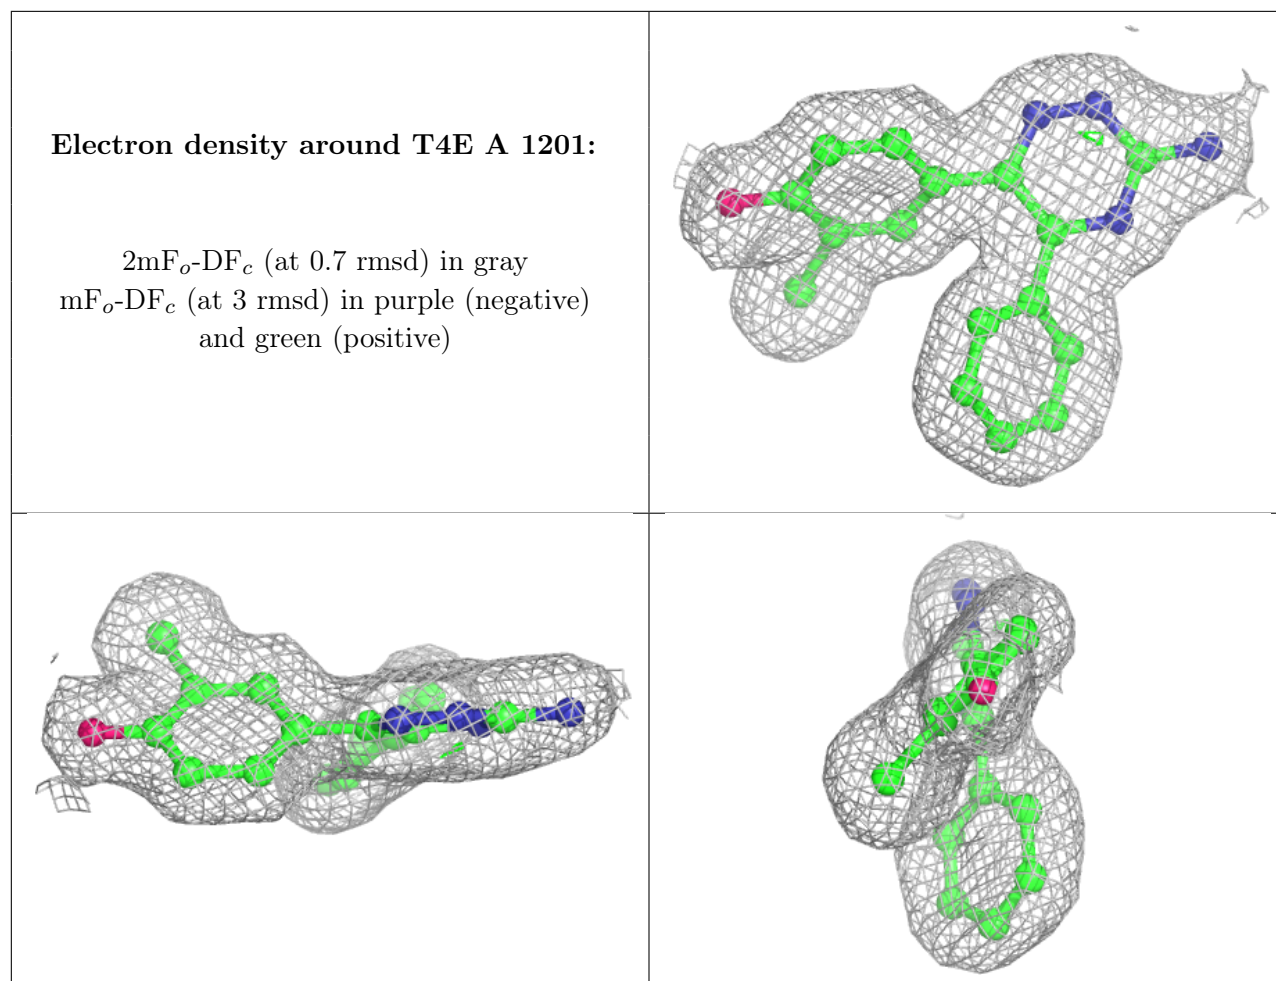 Electron density around T4E A 1201:
2mFo-DFc (at 0.7 rmsd) in gray
mFo-DFc (at 3 rmsd) in purple (negative)
and green (positive)